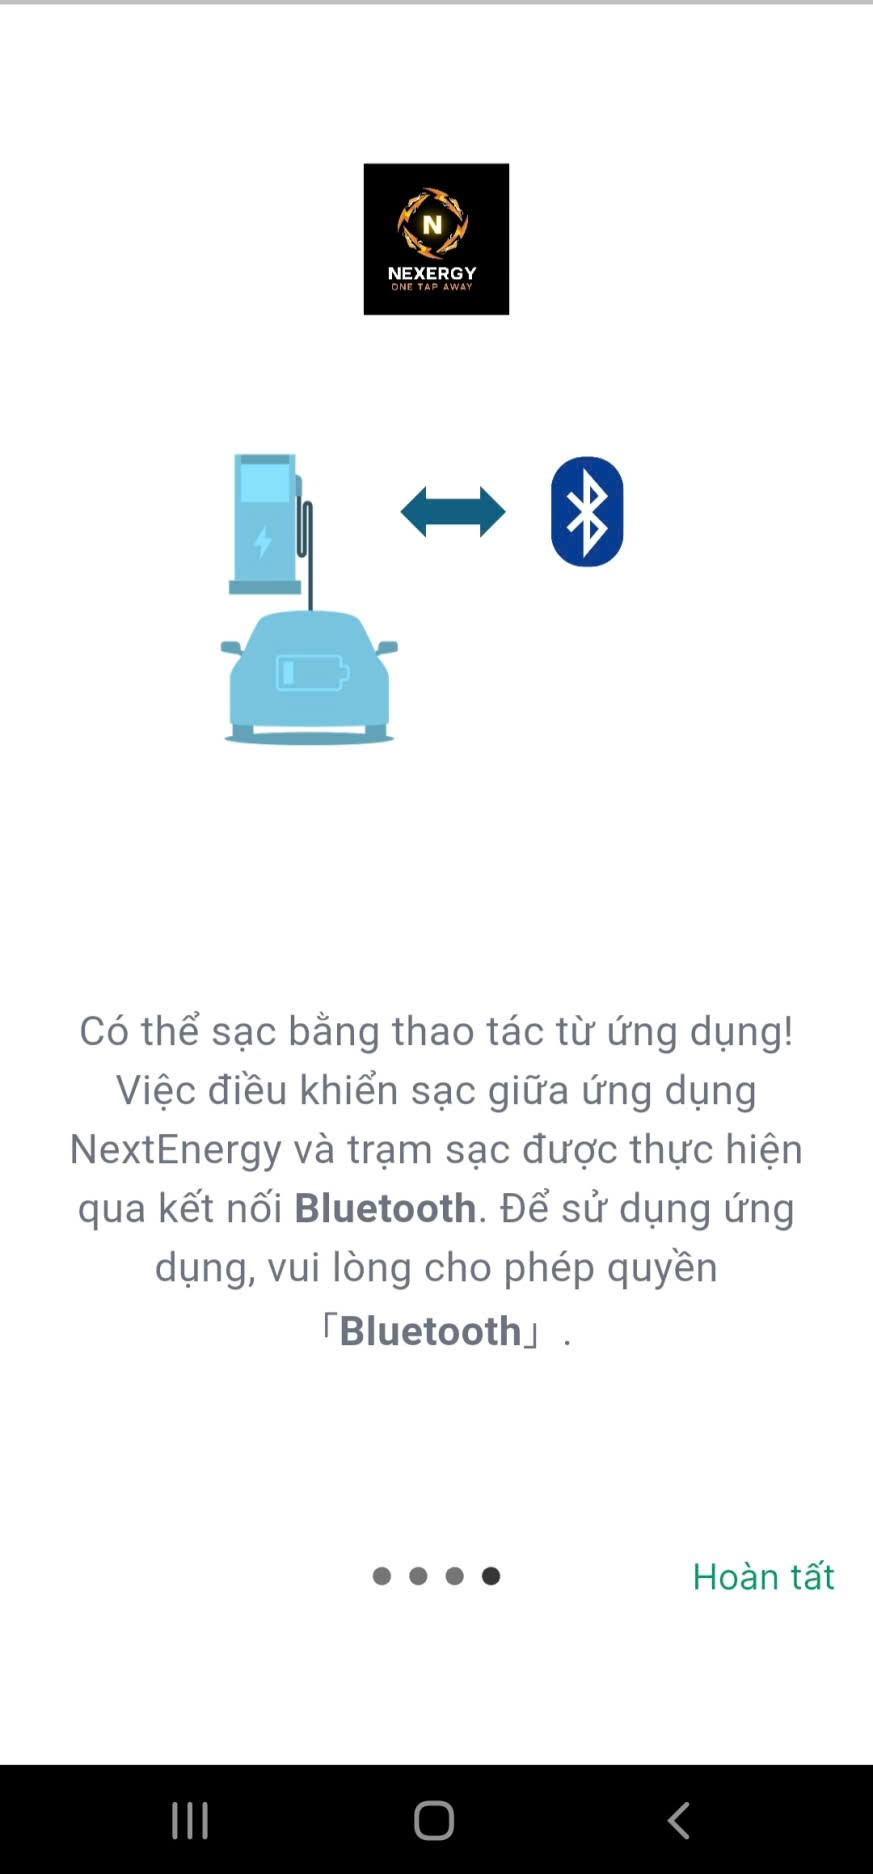 N
NEXERGY
ONE TAP AWAY
Có thể sạc bằng thao tác từ ứng dụng!
Việc điều khiển sạc giữa ứng dụng
NextEnergy và trạm sạc được thực hiện
qua kết nối Bluetooth. Để sử dụng ứng
dụng, vui lòng cho phép quyền
「Bluetooth」.
Hoàn tất